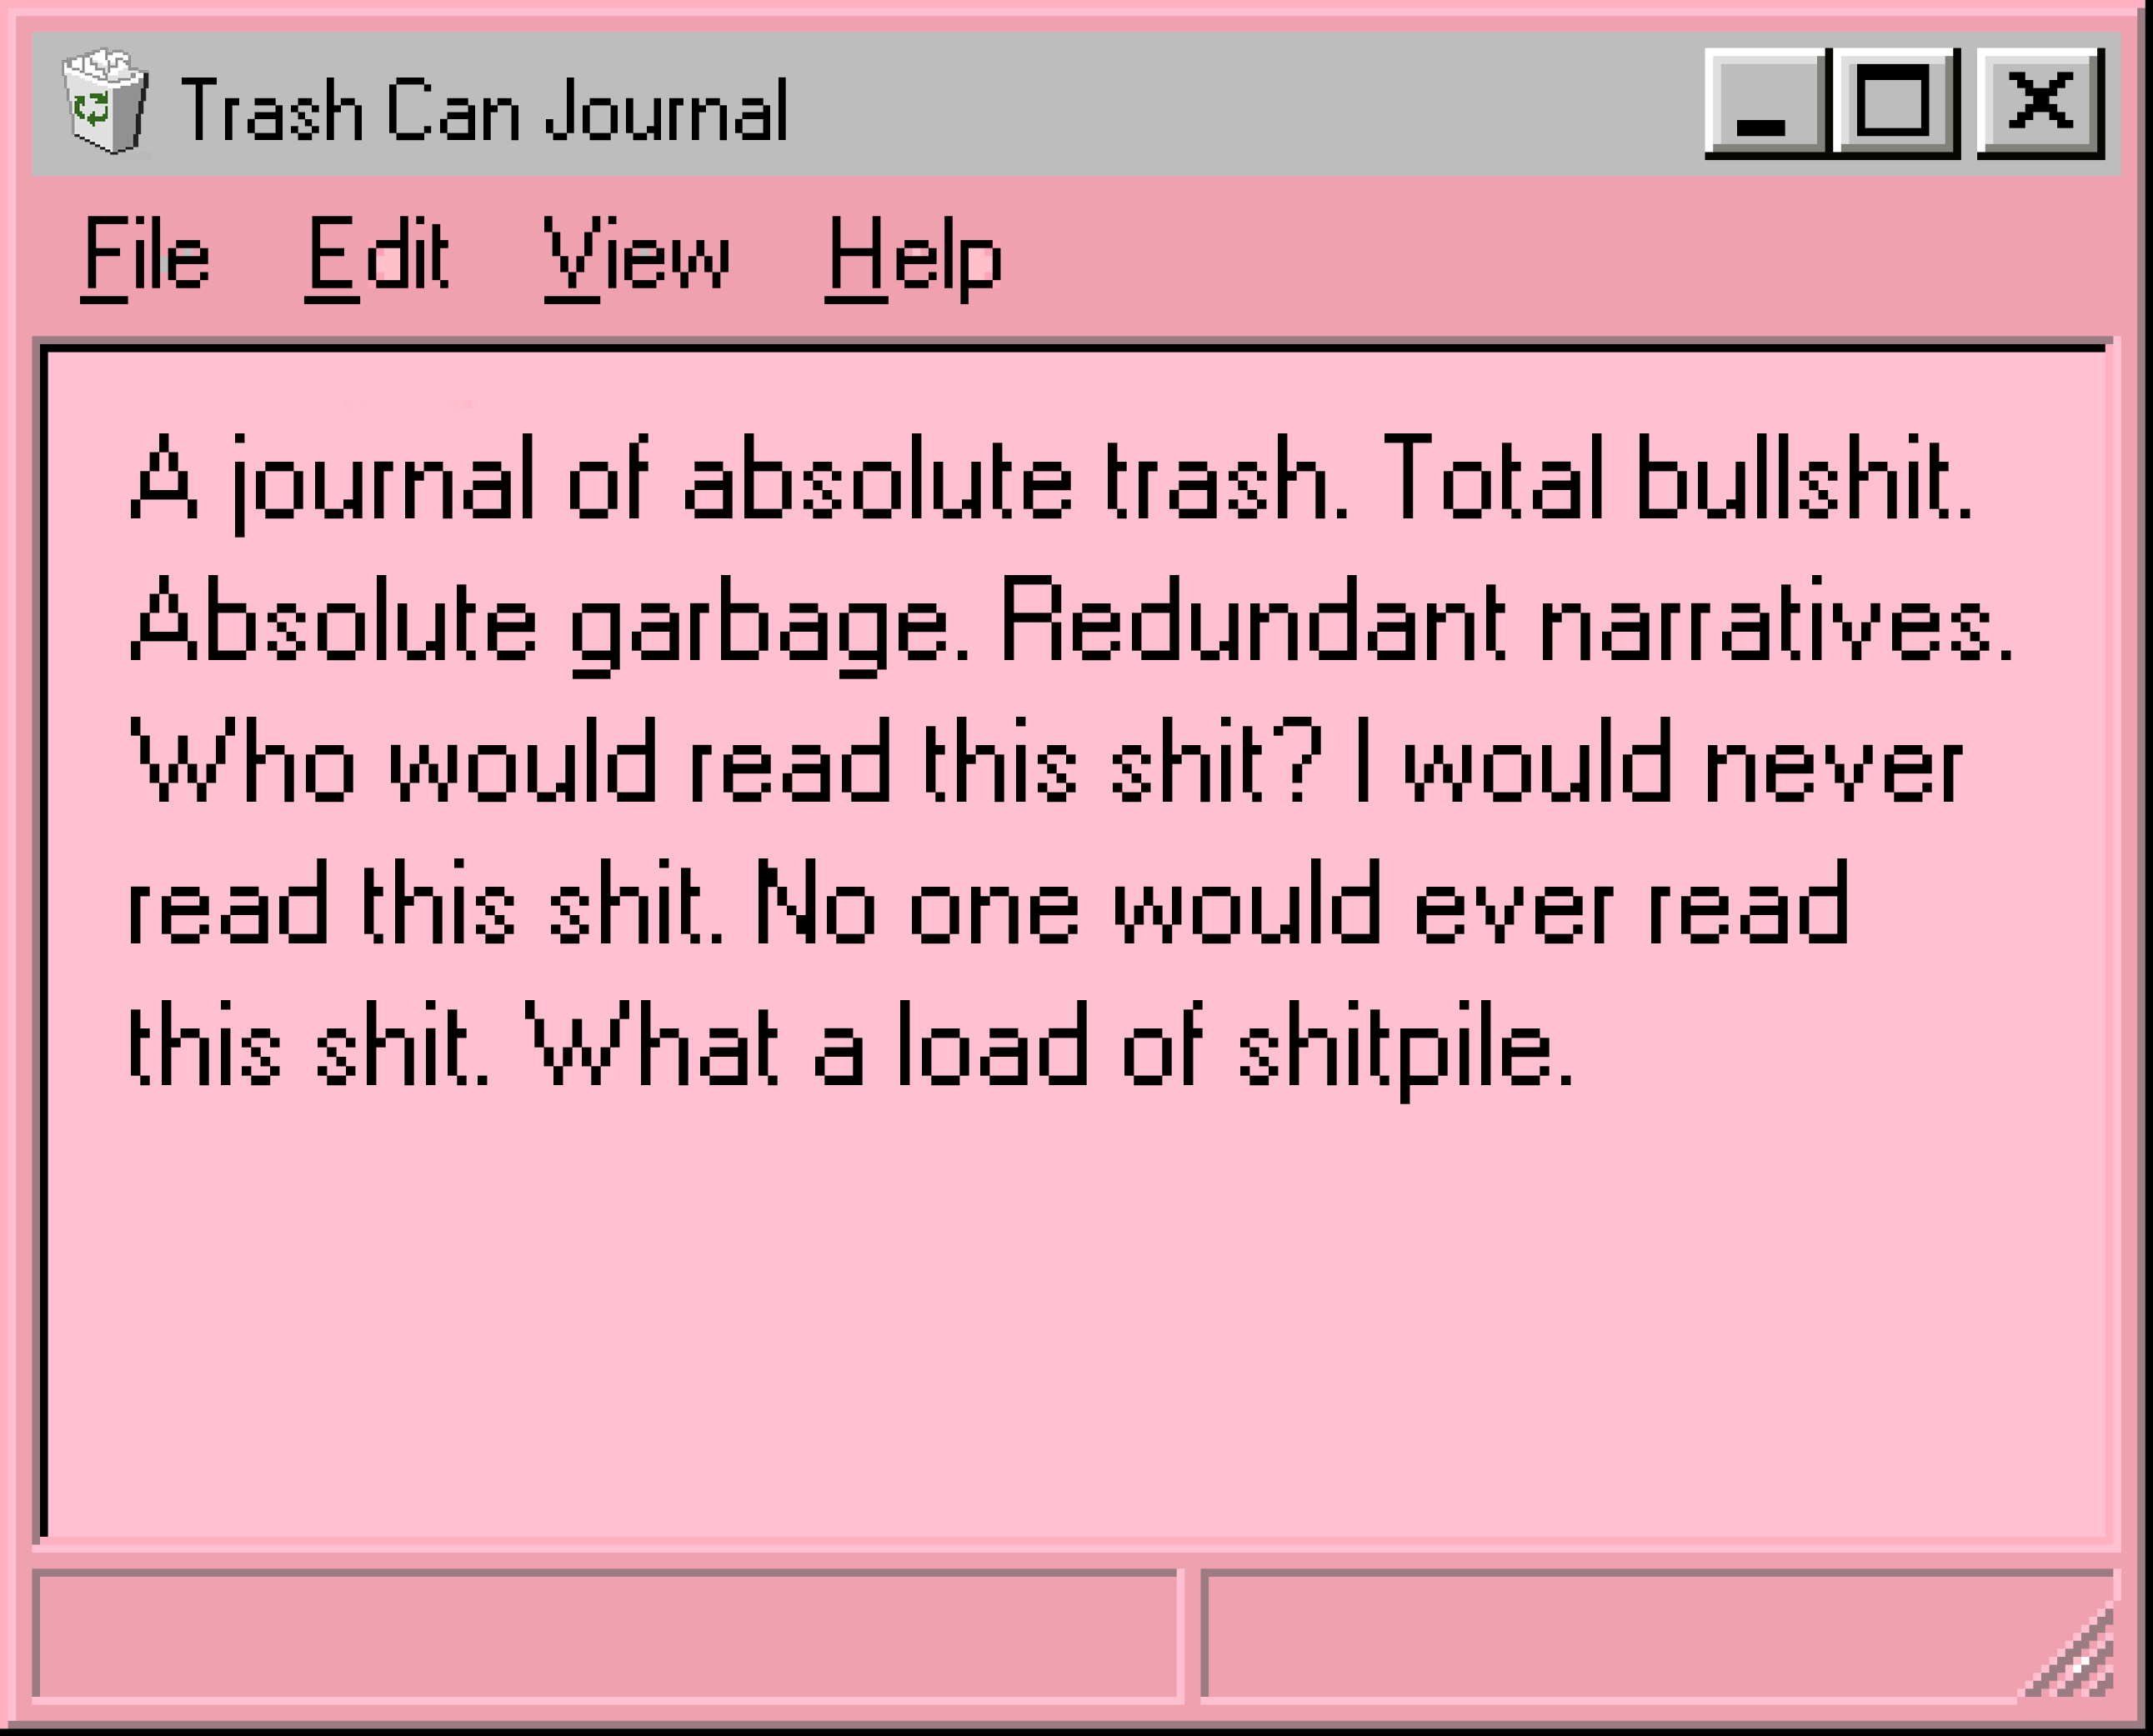 Trash Can Journal
File Edit View Help
A journal of absolute trash. Total bullshit.
Absolute garbage. Redundant narratives.
Who would read this shit? I would never
read this shit. No one would ever read
this shit. What a load of shitpile.